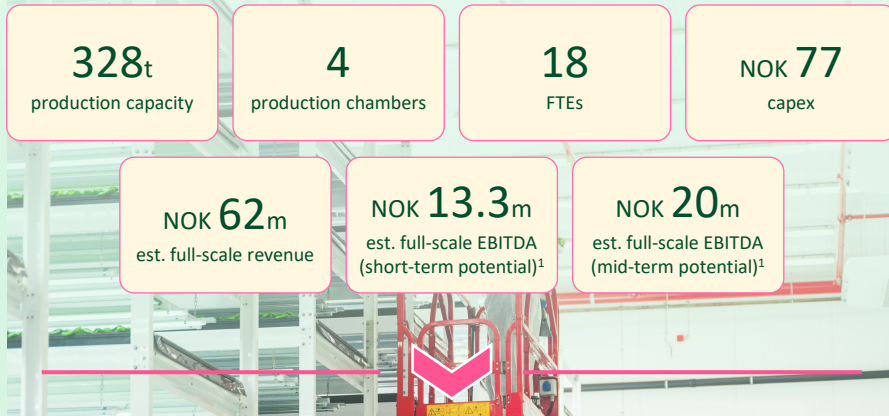 328t
production capacity
4
production chambers
18
FTEs
NOK 77
capex
NOK 62m
est. full-scale revenue
NOK 13.3m
est. full-scale EBITDA
(short-term potential)1
NOK 20m
est. full-scale EBITDA
(mid-term potential)1